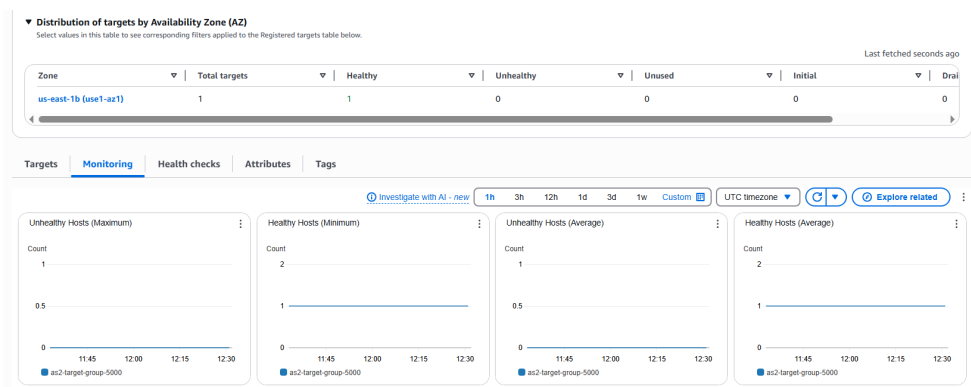 Distribution of targets by Availability Zone (AZ)
Select values in this table to see corresponding filters applied to the Registered targets table below.
Last fetched seconds ago
Zone Total targets Healthy Unhealthy Unused Initial Drai
us-east-1b (use1-az1) 1 1 0 0 0 0
Targets Monitoring Health checks Attributes Tags
Investigate with AI - new 1h 3h 12h 1d 3d 1w Custom UTC timezone Explore related
Unhealthy Hosts (Maximum)
Count
1
0.5
0
11:45 12:00 12:15 12:30
as2-target-group-5000
Healthy Hosts (Minimum)
Count
2
1
0
11:45 12:00 12:15 12:30
as2-target-group-5000
Unhealthy Hosts (Average)
Count
1
0.5
0
11:45 12:00 12:15 12:30
as2-target-group-5000
Healthy Hosts (Average)
Count
2
1
0
11:45 12:00 12:15 12:30
as2-target-group-5000